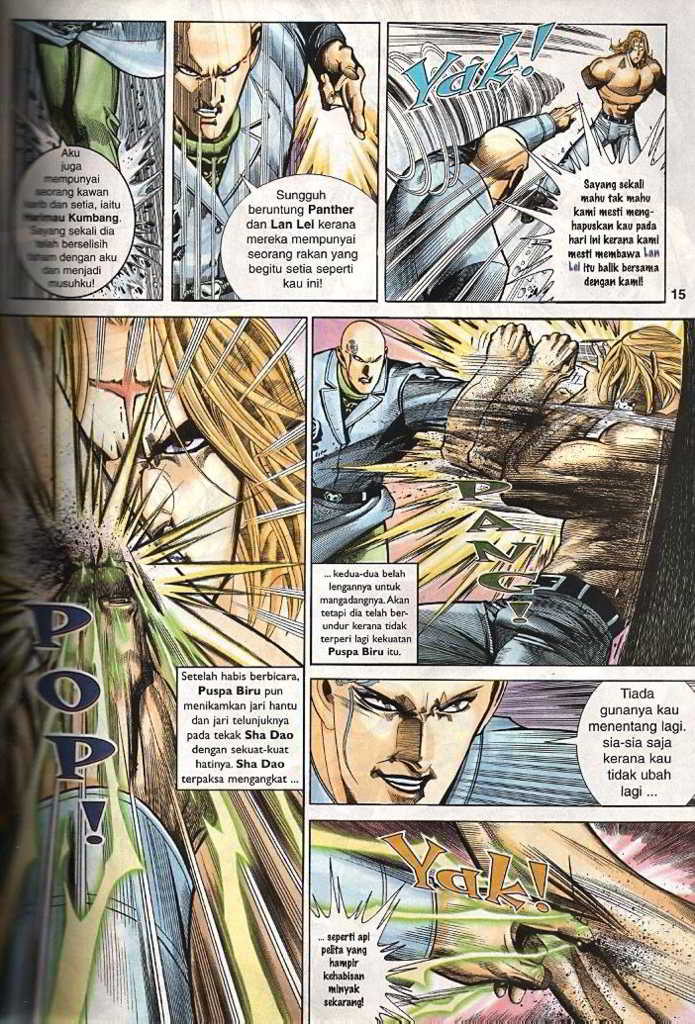 Aku
juga
mempunyai
seorang kawan
karib dan setia, iaitu
Harimau Kumbang.
Sayang sekali dia
telah berselisih
faham dengan aku
dan menjadi
musuhku!
Sungguh
beruntung Panther
dan Lan Lei kerana
mereka mempunyai
seorang rakan yang
begitu setia seperti
kau ini!
Yak!
Sayang sekali
mahu tak mahu
kami mesti meng-
hapuskan kau pada
hari ini kerana kami
mesti membawa Lan
Lei itu balik bersama
dengan kami!
15
POP!
Setelah habis berbicara,
Puspa Biru pun
menikamkan jari hantu
dan jari telunjuknya
pada tekak Sha Dao
dengan sekuat-kuat
hatinya. Sha Dao
terpaksa mengangkat ...
PANG!
... kedua-dua belah
lengannya untuk
mangadangnya. Akan
tetapi dia telah ber-
undur kerana tidak
terperi lagi kekuatan
Puspa Biru itu.
Tiada
gunanya kau
menentang lagi.
sia-sia saja
kerana kau
tidak ubah
lagi ...
Yak!
... seperti api
pelita yang
hampir
kehabisan
minyak
sekarang!